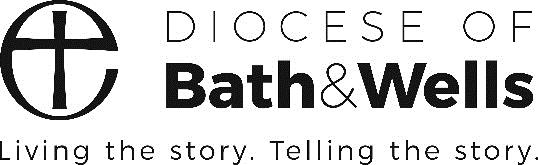 DIOCESE OF
Bath&Wells
Living the story. Telling the story.